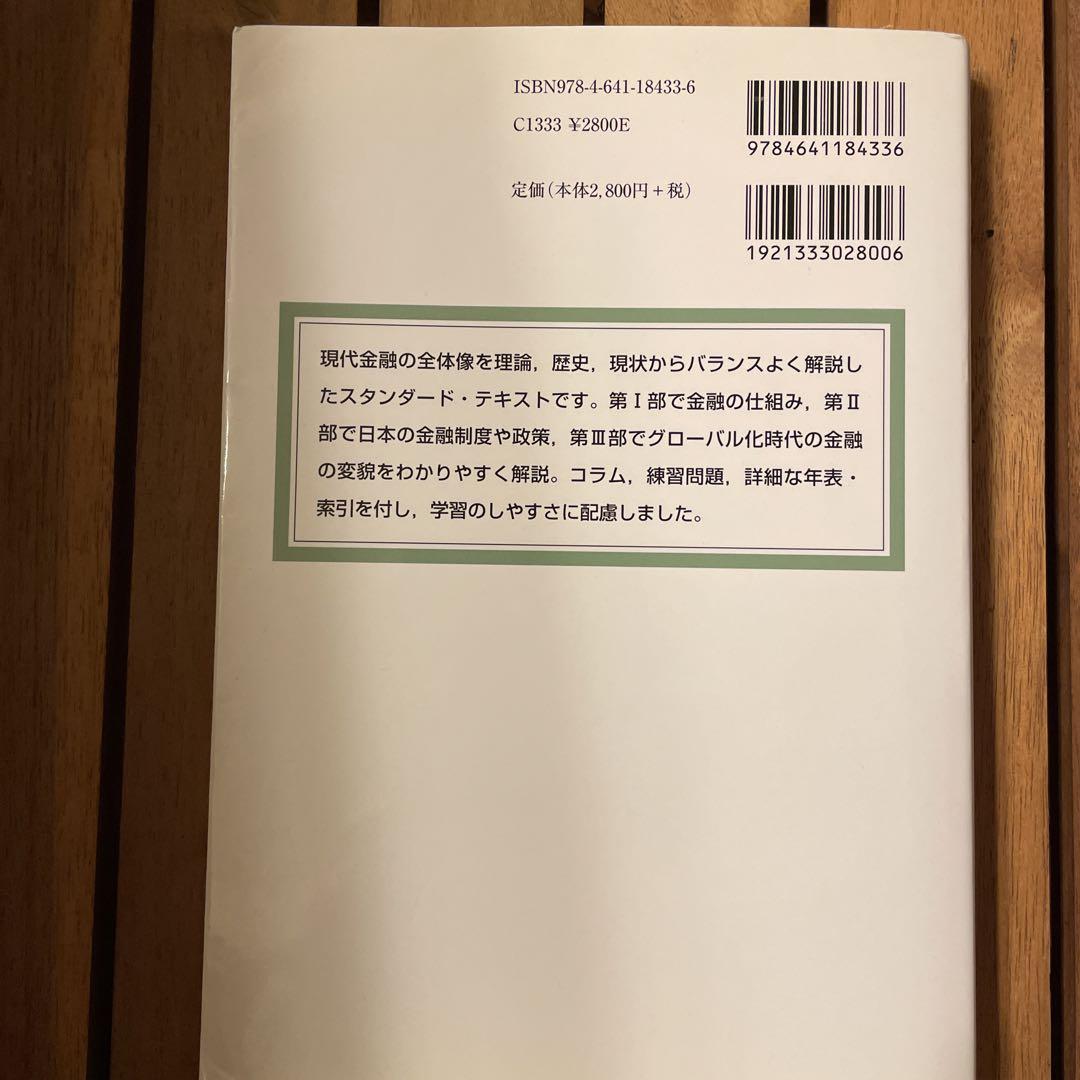 ISBN978-4-641-18433-6
C1333 ¥2800E
定価(本体2,800円+税)
9784641184336
1921333028006
現代金融の全体像を理論，歴史，現状からバランスよく解説し
たスタンダード・テキストです。第Ⅰ部で金融の仕組み，第Ⅱ
部で日本の金融制度や政策，第Ⅲ部でグローバル化時代の金融
の変貌をわかりやすく解説。コラム，練習問題，詳細な年表・
索引を付し，学習のしやすさに配慮しました。